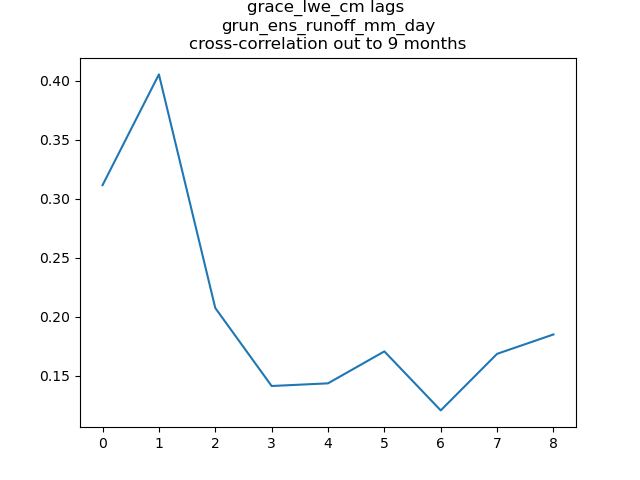 grace_lwe_cm lags
grun_ens_runoff_mm_day
cross-correlation out to 9 months
0.40
0.35
0.30
0.25
0.20
0.15
0 1 2 3 4 5 6 7 8